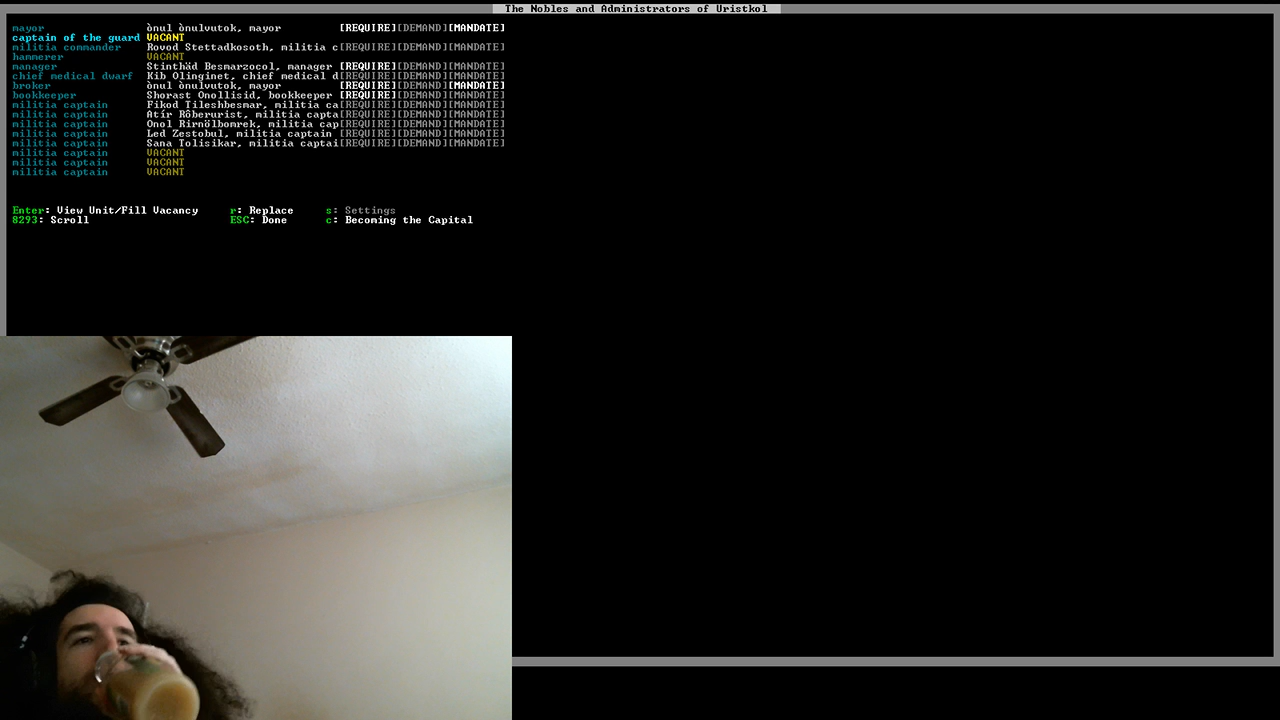 The Nobles and Administrators of Uristkol
mayor ònul ònulvutok, mayor [REQUIRE][DEMAND][MANDATE]
captain of the guard VACANT
militia commander Rovod Stettadkosoth, militia c[REQUIRE][DEMAND][MANDATE]
hammerer VACANT
manager Stinthäd Besmarzocol, manager [REQUIRE][DEMAND][MANDATE]
chief medical dwarf Kib Olinginet, chief medical d[REQUIRE][DEMAND][MANDATE]
broker ònul ònulvutok, mayor [REQUIRE][DEMAND][MANDATE]
bookkeeper Shorast Onollisid, bookkeeper [REQUIRE][DEMAND][MANDATE]
militia captain Fikod Tileshbesmar, militia ca[REQUIRE][DEMAND][MANDATE]
militia captain Atír Rôberurist, militia capta[REQUIRE][DEMAND][MANDATE]
militia captain Onol Rirnölbomrek, militia cap[REQUIRE][DEMAND][MANDATE]
militia captain Led Zestobul, militia captain [REQUIRE][DEMAND][MANDATE]
militia captain Sana Tolisikar, militia captai[REQUIRE][DEMAND][MANDATE]
militia captain VACANT
militia captain VACANT
militia captain VACANT
Enter: View Unit/Fill Vacancy r: Replace s: Settings
8293: Scroll ESC: Done c: Becoming the Capital